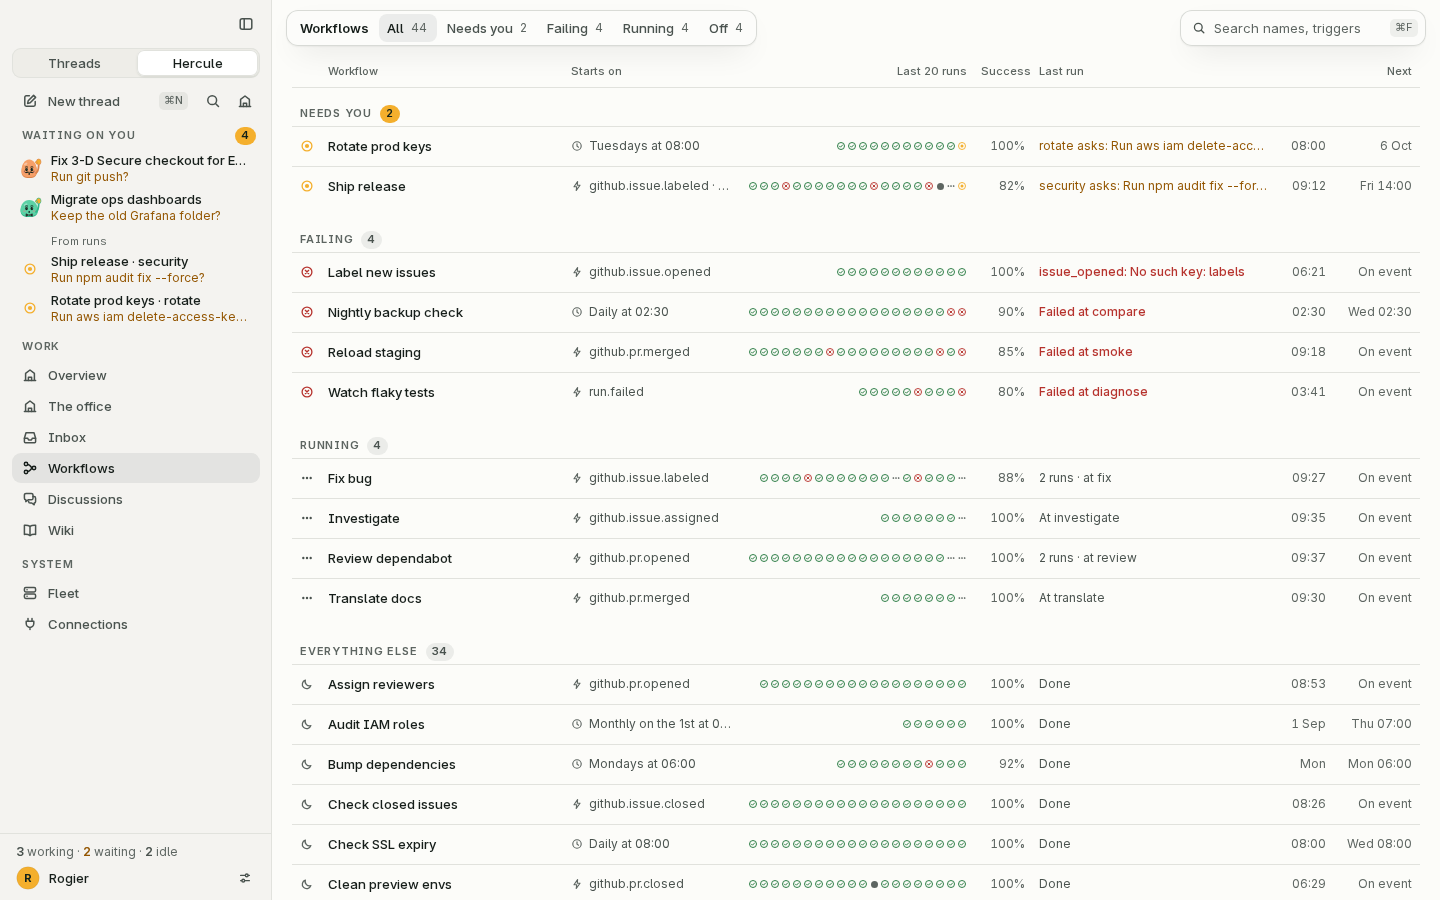 Threads
Hercule
New thread
⌘N
WAITING ON YOU
4
Fix 3-D Secure checkout for E...
Run git push?
Migrate ops dashboards
Keep the old Grafana folder?
From runs
Ship release · security
Run npm audit fix --force?
Rotate prod keys · rotate
Run aws iam delete-access-ke...
WORK
Overview
The office
Inbox
Workflows
Discussions
Wiki
SYSTEM
Fleet
Connections
3 working · 2 waiting · 2 idle
R
Rogier
Workflows All 44 Needs you 2 Failing 4 Running 4 Off 4
Search names, triggers ⌘F
Workflow Starts on Last 20 runs Success Last run Next
NEEDS YOU 2
Rotate prod keys Tuesdays at 08:00 100% rotate asks: Run aws iam delete-acc... 08:00 6 Oct
Ship release github.issue.labeled · ... 82% security asks: Run npm audit fix --for... 09:12 Fri 14:00
FAILING 4
Label new issues github.issue.opened 100% issue_opened: No such key: labels 06:21 On event
Nightly backup check Daily at 02:30 90% Failed at compare 02:30 Wed 02:30
Reload staging github.pr.merged 85% Failed at smoke 09:18 On event
Watch flaky tests run.failed 80% Failed at diagnose 03:41 On event
RUNNING 4
Fix bug github.issue.labeled 88% 2 runs · at fix 09:27 On event
Investigate github.issue.assigned 100% At investigate 09:35 On event
Review dependabot github.pr.opened 100% 2 runs · at review 09:37 On event
Translate docs github.pr.merged 100% At translate 09:30 On event
EVERYTHING ELSE 34
Assign reviewers github.pr.opened 100% Done 08:53 On event
Audit IAM roles Monthly on the 1st at 0... 100% Done 1 Sep Thu 07:00
Bump dependencies Mondays at 06:00 92% Done Mon Mon 06:00
Check closed issues github.issue.closed 100% Done 08:26 On event
Check SSL expiry Daily at 08:00 100% Done 08:00 Wed 08:00
Clean preview envs github.pr.closed 100% Done 06:29 On event